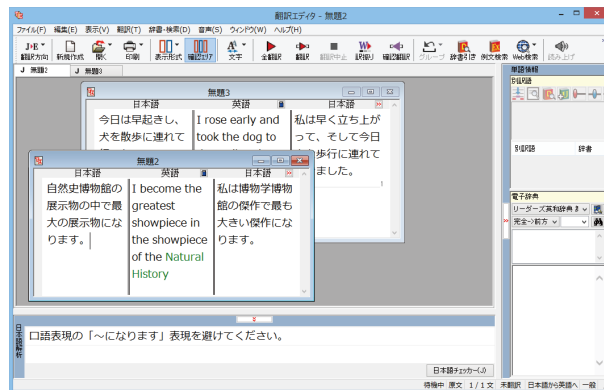 翻訳エディタ - 無題2
ファイル(F) 編集(E) 表示(V) 翻訳(T) 辞書・検索(D) 音声(S) ウィンドウ(W) ヘルプ(H)
J▸E
翻訳方向 新規作成 開く 印刷 表示形式 確認エリア 文字 全翻訳 翻訳 翻訳中止 訳振り 確認翻訳 グループ 辞書引き 例文検索 Web検索 読み上げ
J 無題2 J 無題3
単語情報
別訳語
別訳語 辞書
電子辞典
リーダーズ英和辞典
完全->前方
無題3
日本語 英語 日本語
今日は早起きし、 I rose early and 私は早く立ち上が
犬を散歩に連れて took the dog to って、そして今日
歩行に連れて
ました。
1
無題2
日本語 英語 日本語
自然史博物館の I become the 私は博物学博物
展示物の中で最 greatest 館の傑作で最も
大の展示物にな showpiece in 大きい傑作になり
ります。 the showpiece ます。
of the Natural
History
日本語解析
口語表現の「~になります」表現を避けてください。
日本語チェッカー(J)
待機中 原文 1/1文 未翻訳 日本語から英語へ 一般